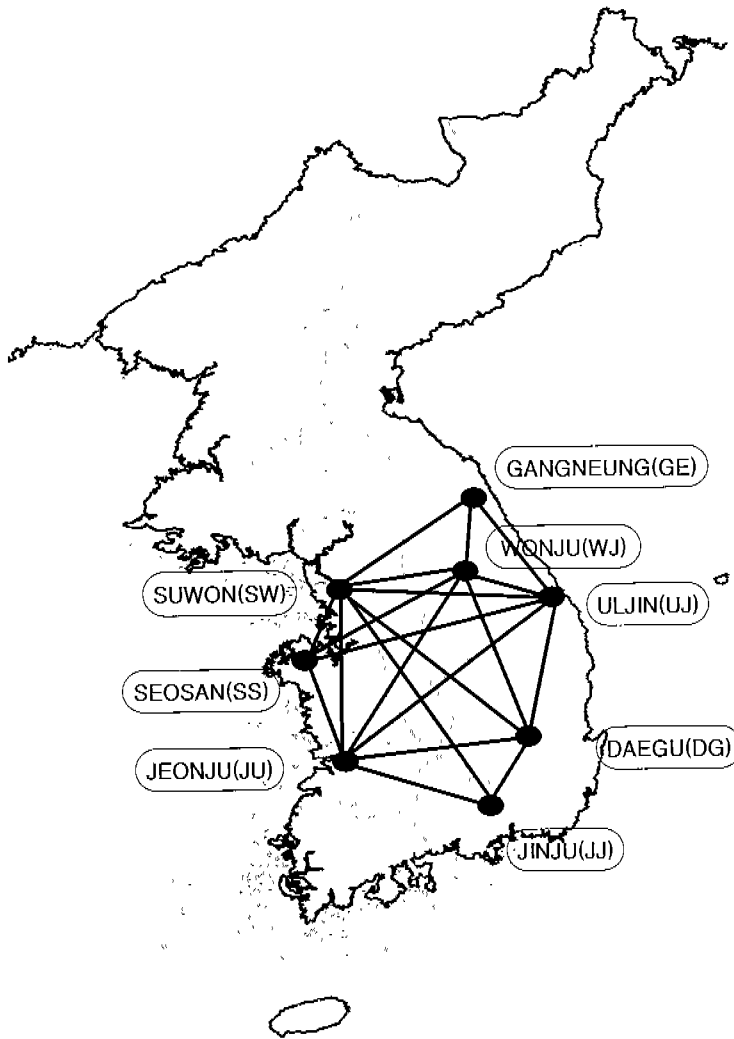 GANGNEUNG(GE)
WONJU(WJ)
SUWON(SW)
ULJIN(UJ)
SEOSAN(SS)
DAEGU(DG)
JEONJU(JU)
JINJU(JJ)